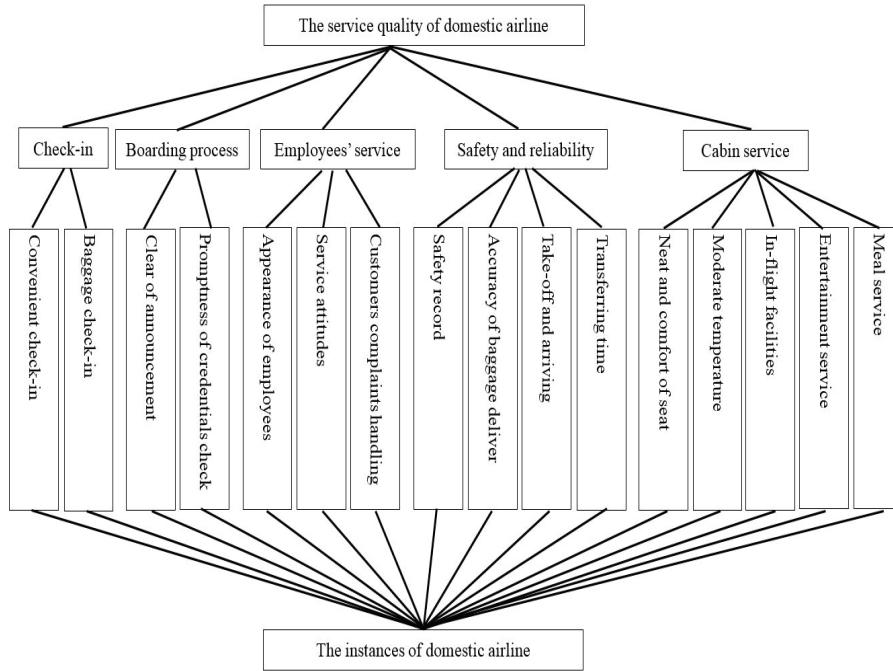 The service quality of domestic airline
Check-in
Boarding process
Employees' service
Safety and reliability
Cabin service
Convenient check-in
Baggage check-in
Clear of announcement
Promptness of credentials check
Appearance of employees
Service attitudes
Customers complaints handling
Safety record
Accuracy of baggage deliver
Take-off and arriving
Transferring time
Neat and comfort of seat
Moderate temperature
In-flight facilities
Entertainment service
Meal service
The instances of domestic airline